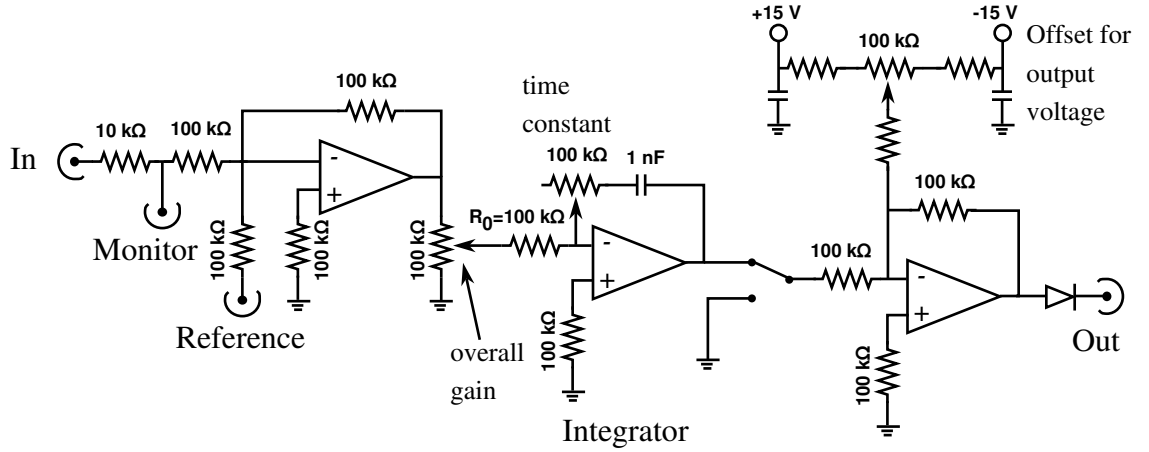 +15 V
-15 V
100 kΩ
Offset for
output
voltage
100 kΩ
time
constant
10 kΩ
100 kΩ
100 kΩ
1 nF
In
-
+
100 kΩ
R0=100 kΩ
-
+
100 kΩ
100 kΩ
100 kΩ
Monitor
100 kΩ
-
+
Reference
100 kΩ
overall
gain
100 kΩ
Out
Integrator